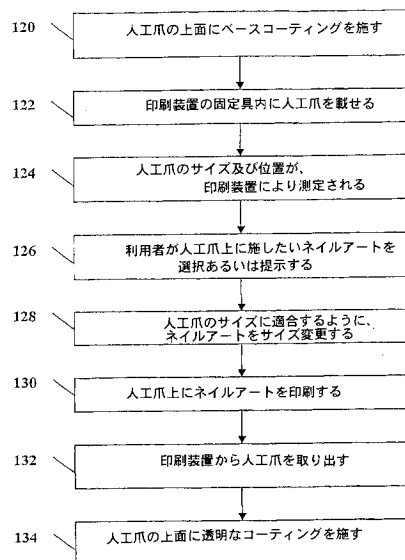 120
人工爪の上面にベースコーティングを施す
122
印刷装置の固定具内に人工爪を載せる
124
人工爪のサイズ及び位置が、
印刷装置により測定される
126
利用者が人工爪上に施したいネイルアートを
選択あるいは提示する
128
人工爪のサイズに適合するように、
ネイルアートをサイズ変更する
130
人工爪上にネイルアートを印刷する
132
印刷装置から人工爪を取り出す
134
人工爪の上面に透明なコーティングを施す